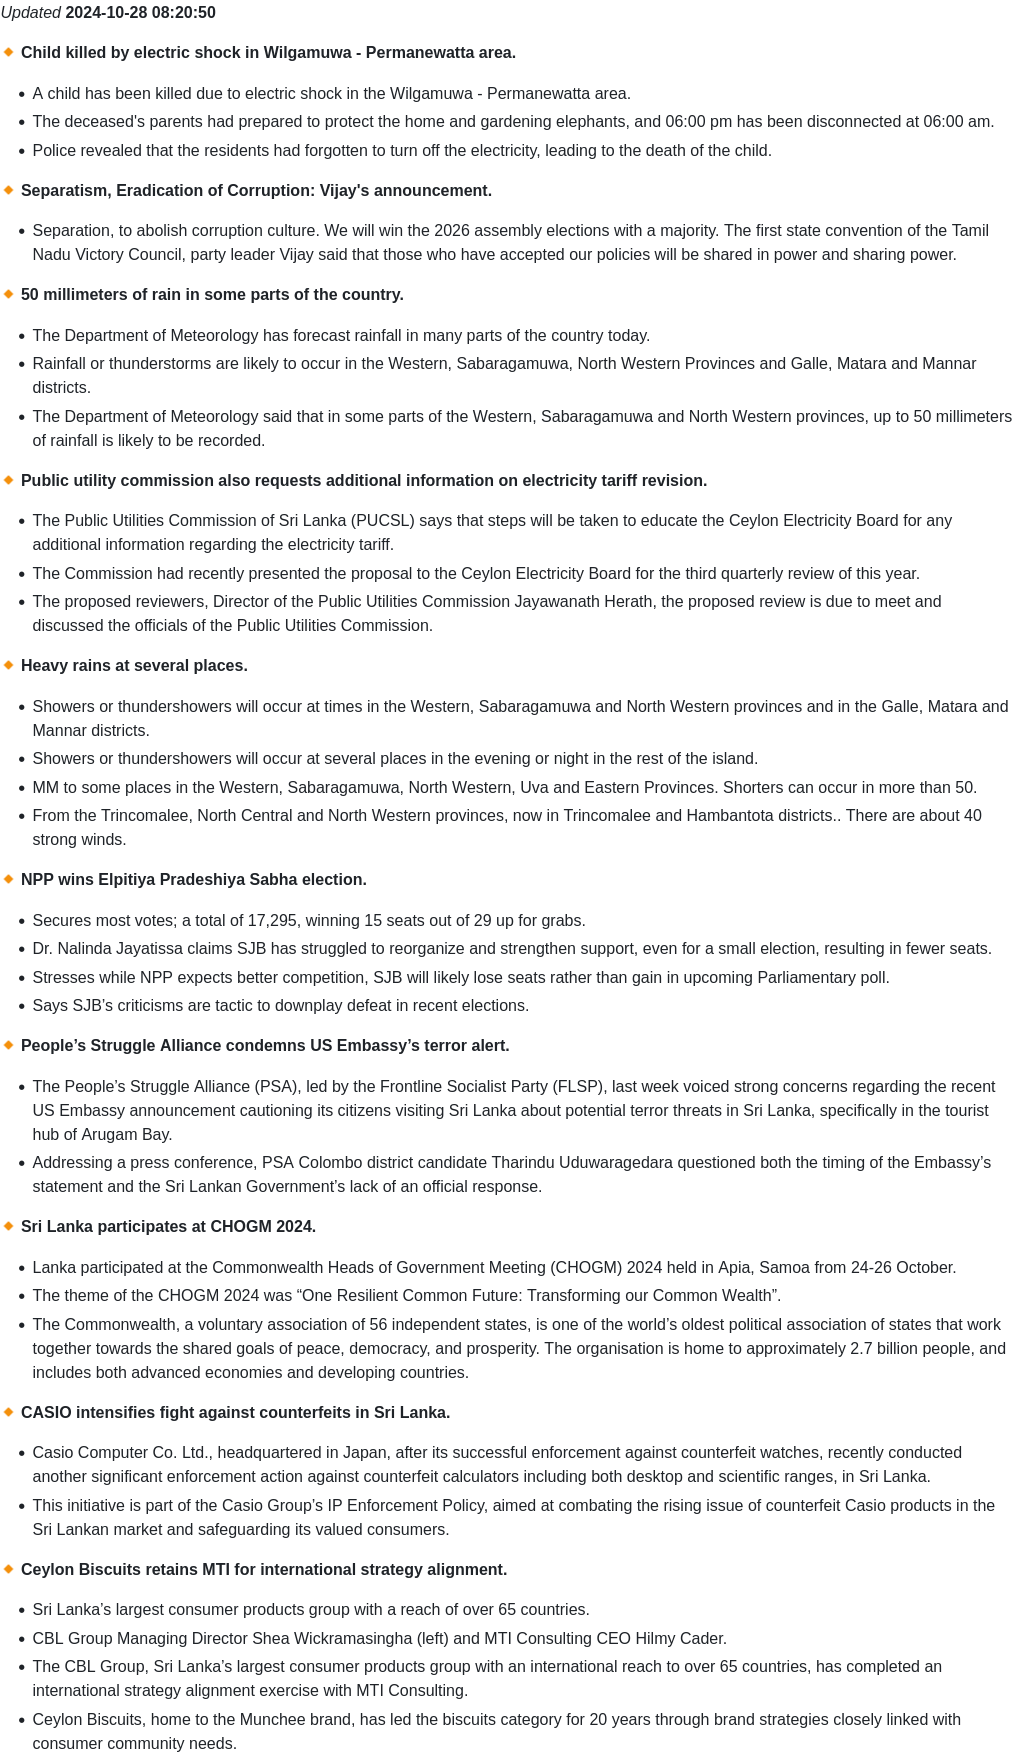 Updated 2024-10-28 08:20:50
Child killed by electric shock in Wilgamuwa - Permanewatta area.
A child has been killed due to electric shock in the Wilgamuwa - Permanewatta area.
The deceased's parents had prepared to protect the home and gardening elephants, and 06:00 pm has been disconnected at 06:00 am.
Police revealed that the residents had forgotten to turn off the electricity, leading to the death of the child.
Separatism, Eradication of Corruption: Vijay's announcement.
Separation, to abolish corruption culture. We will win the 2026 assembly elections with a majority. The first state convention of the Tamil
Nadu Victory Council, party leader Vijay said that those who have accepted our policies will be shared in power and sharing power.
50 millimeters of rain in some parts of the country.
The Department of Meteorology has forecast rainfall in many parts of the country today.
Rainfall or thunderstorms are likely to occur in the Western, Sabaragamuwa, North Western Provinces and Galle, Matara and Mannar
districts.
The Department of Meteorology said that in some parts of the Western, Sabaragamuwa and North Western provinces, up to 50 millimeters
of rainfall is likely to be recorded.
Public utility commission also requests additional information on electricity tariff revision.
The Public Utilities Commission of Sri Lanka (PUCSL) says that steps will be taken to educate the Ceylon Electricity Board for any
additional information regarding the electricity tariff.
The Commission had recently presented the proposal to the Ceylon Electricity Board for the third quarterly review of this year.
The proposed reviewers, Director of the Public Utilities Commission Jayawanath Herath, the proposed review is due to meet and
discussed the officials of the Public Utilities Commission.
Heavy rains at several places.
Showers or thundershowers will occur at times in the Western, Sabaragamuwa and North Western provinces and in the Galle, Matara and
Mannar districts.
Showers or thundershowers will occur at several places in the evening or night in the rest of the island.
MM to some places in the Western, Sabaragamuwa, North Western, Uva and Eastern Provinces. Shorters can occur in more than 50.
From the Trincomalee, North Central and North Western provinces, now in Trincomalee and Hambantota districts.. There are about 40
strong winds.
NPP wins Elpitiya Pradeshiya Sabha election.
Secures most votes; a total of 17,295, winning 15 seats out of 29 up for grabs.
Dr. Nalinda Jayatissa claims SJB has struggled to reorganize and strengthen support, even for a small election, resulting in fewer seats.
Stresses while NPP expects better competition, SJB will likely lose seats rather than gain in upcoming Parliamentary poll.
Says SJB’s criticisms are tactic to downplay defeat in recent elections.
People’s Struggle Alliance condemns US Embassy’s terror alert.
The People’s Struggle Alliance (PSA), led by the Frontline Socialist Party (FLSP), last week voiced strong concerns regarding the recent
US Embassy announcement cautioning its citizens visiting Sri Lanka about potential terror threats in Sri Lanka, specifically in the tourist
hub of Arugam Bay.
Addressing a press conference, PSA Colombo district candidate Tharindu Uduwaragedara questioned both the timing of the Embassy’s
statement and the Sri Lankan Government’s lack of an official response.
Sri Lanka participates at CHOGM 2024.
Lanka participated at the Commonwealth Heads of Government Meeting (CHOGM) 2024 held in Apia, Samoa from 24-26 October.
The theme of the CHOGM 2024 was “One Resilient Common Future: Transforming our Common Wealth”.
The Commonwealth, a voluntary association of 56 independent states, is one of the world’s oldest political association of states that work
together towards the shared goals of peace, democracy, and prosperity. The organisation is home to approximately 2.7 billion people, and
includes both advanced economies and developing countries.
CASIO intensifies fight against counterfeits in Sri Lanka.
Casio Computer Co. Ltd., headquartered in Japan, after its successful enforcement against counterfeit watches, recently conducted
another significant enforcement action against counterfeit calculators including both desktop and scientific ranges, in Sri Lanka.
This initiative is part of the Casio Group’s IP Enforcement Policy, aimed at combating the rising issue of counterfeit Casio products in the
Sri Lankan market and safeguarding its valued consumers.
Ceylon Biscuits retains MTI for international strategy alignment.
Sri Lanka’s largest consumer products group with a reach of over 65 countries.
CBL Group Managing Director Shea Wickramasingha (left) and MTI Consulting CEO Hilmy Cader.
The CBL Group, Sri Lanka’s largest consumer products group with an international reach to over 65 countries, has completed an
international strategy alignment exercise with MTI Consulting.
Ceylon Biscuits, home to the Munchee brand, has led the biscuits category for 20 years through brand strategies closely linked with
consumer community needs.